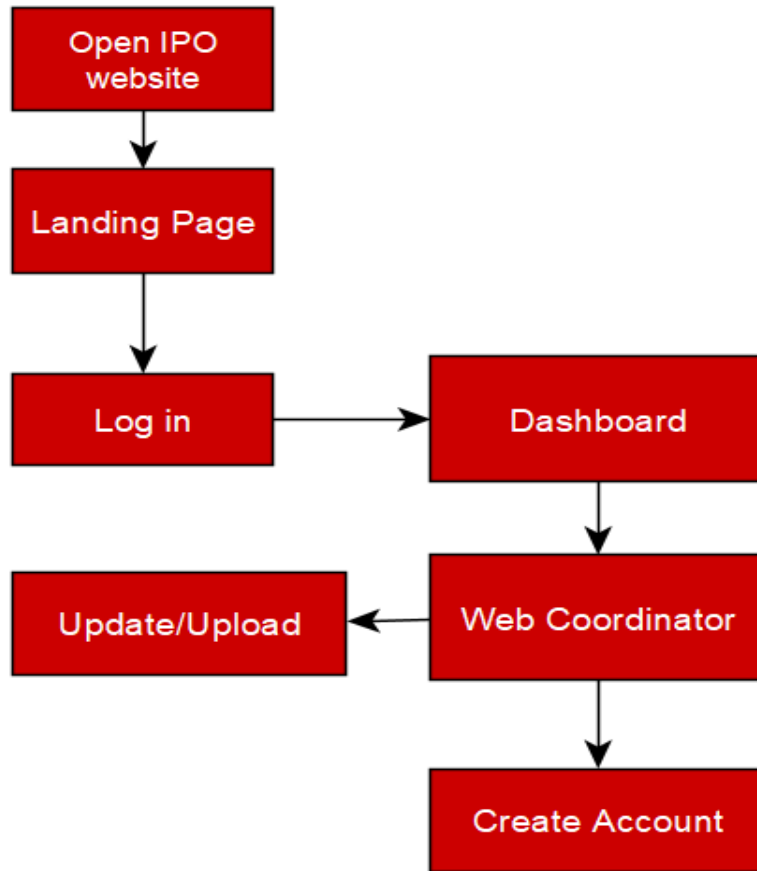 Open IPO
website
Landing Page
Log in
Dashboard
Update/Upload
Web Coordinator
Create Account